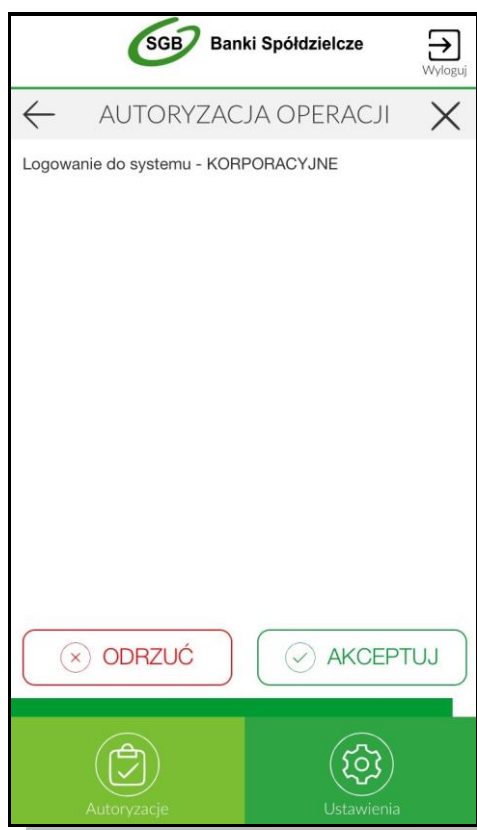 SGB Banki Spółdzielcze
Wyloguj
AUTORYZACJA OPERACJI
Logowanie do systemu - KORPORACYJNE
ODRZUĆ AKCEPTUJ
Autoryzacje Ustawienia